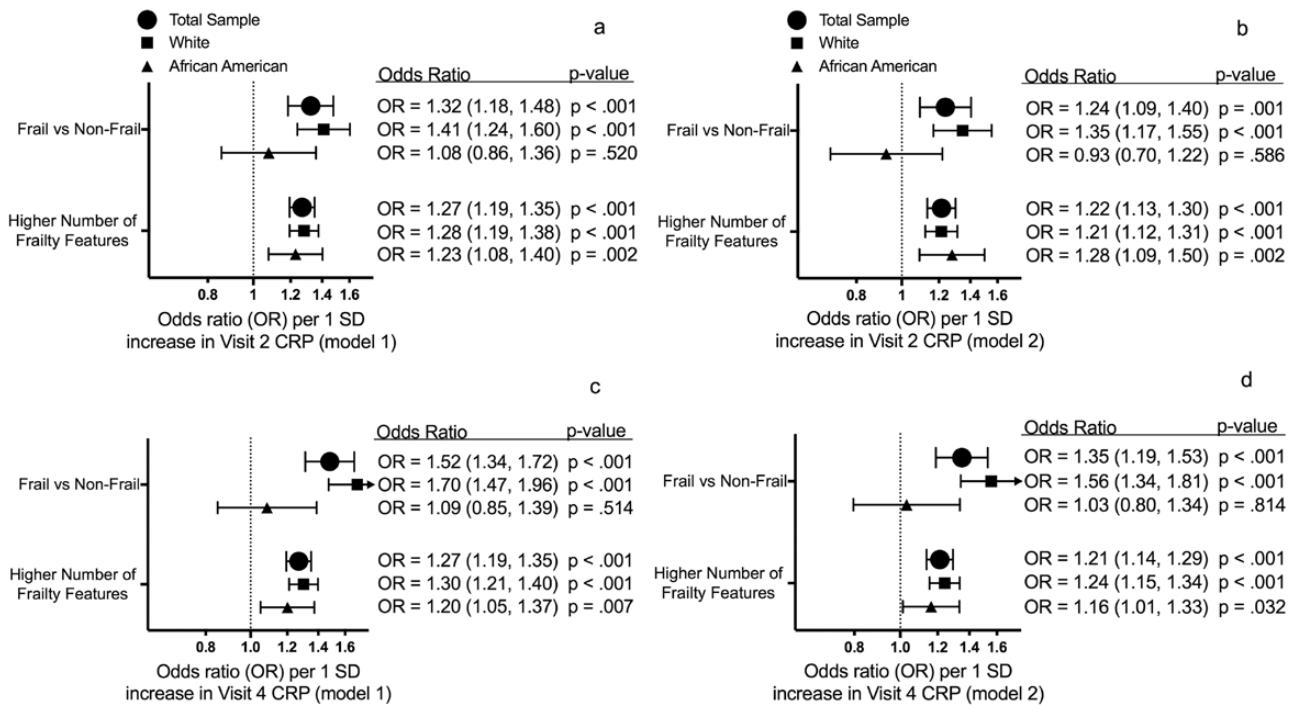 Total Sample
White
African American
a
Odds Ratio p-value
Frail vs Non-Frail
OR = 1.32 (1.18, 1.48) p < .001
OR = 1.41 (1.24, 1.60) p < .001
OR = 1.08 (0.86, 1.36) p = .520
Higher Number of
Frailty Features
OR = 1.27 (1.19, 1.35) p < .001
OR = 1.28 (1.19, 1.38) p < .001
OR = 1.23 (1.08, 1.40) p = .002
0.8 1 1.2 1.4 1.6
Odds ratio (OR) per 1 SD
increase in Visit 2 CRP (model 1)
Total Sample
White
African American
b
Odds Ratio p-value
Frail vs Non-Frail
OR = 1.24 (1.09, 1.40) p = .001
OR = 1.35 (1.17, 1.55) p < .001
OR = 0.93 (0.70, 1.22) p = .586
Higher Number of
Frailty Features
OR = 1.22 (1.13, 1.30) p < .001
OR = 1.21 (1.12, 1.31) p < .001
OR = 1.28 (1.09, 1.50) p = .002
0.8 1 1.2 1.4 1.6
Odds ratio (OR) per 1 SD
increase in Visit 2 CRP (model 2)
c
Odds Ratio p-value
Frail vs Non-Frail
OR = 1.52 (1.34, 1.72) p < .001
OR = 1.70 (1.47, 1.96) p < .001
OR = 1.09 (0.85, 1.39) p = .514
Higher Number of
Frailty Features
OR = 1.27 (1.19, 1.35) p < .001
OR = 1.30 (1.21, 1.40) p < .001
OR = 1.20 (1.05, 1.37) p = .007
0.8 1.0 1.2 1.4 1.6
Odds ratio (OR) per 1 SD
increase in Visit 4 CRP (model 1)
d
Odds Ratio p-value
Frail vs Non-Frail
OR = 1.35 (1.19, 1.53) p < .001
OR = 1.56 (1.34, 1.81) p < .001
OR = 1.03 (0.80, 1.34) p = .814
Higher Number of
Frailty Features
OR = 1.21 (1.14, 1.29) p < .001
OR = 1.24 (1.15, 1.34) p < .001
OR = 1.16 (1.01, 1.33) p = .032
0.8 1.0 1.2 1.4 1.6
Odds ratio (OR) per 1 SD
increase in Visit 4 CRP (model 2)